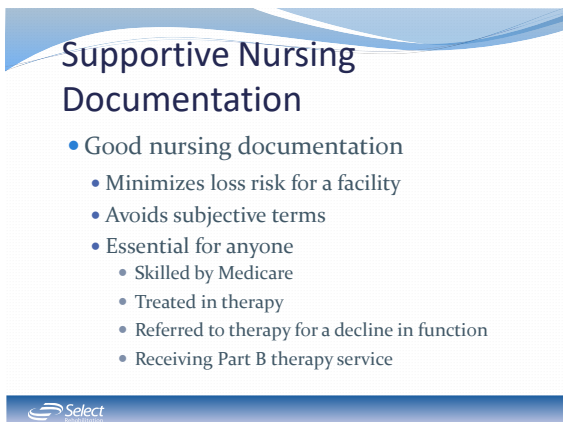 Supportive Nursing
Documentation
• Good nursing documentation
• Minimizes loss risk for a facility
• Avoids subjective terms
• Essential for anyone
• Skilled by Medicare
• Treated in therapy
• Referred to therapy for a decline in function
• Receiving Part B therapy service
Select
Rehabilitation